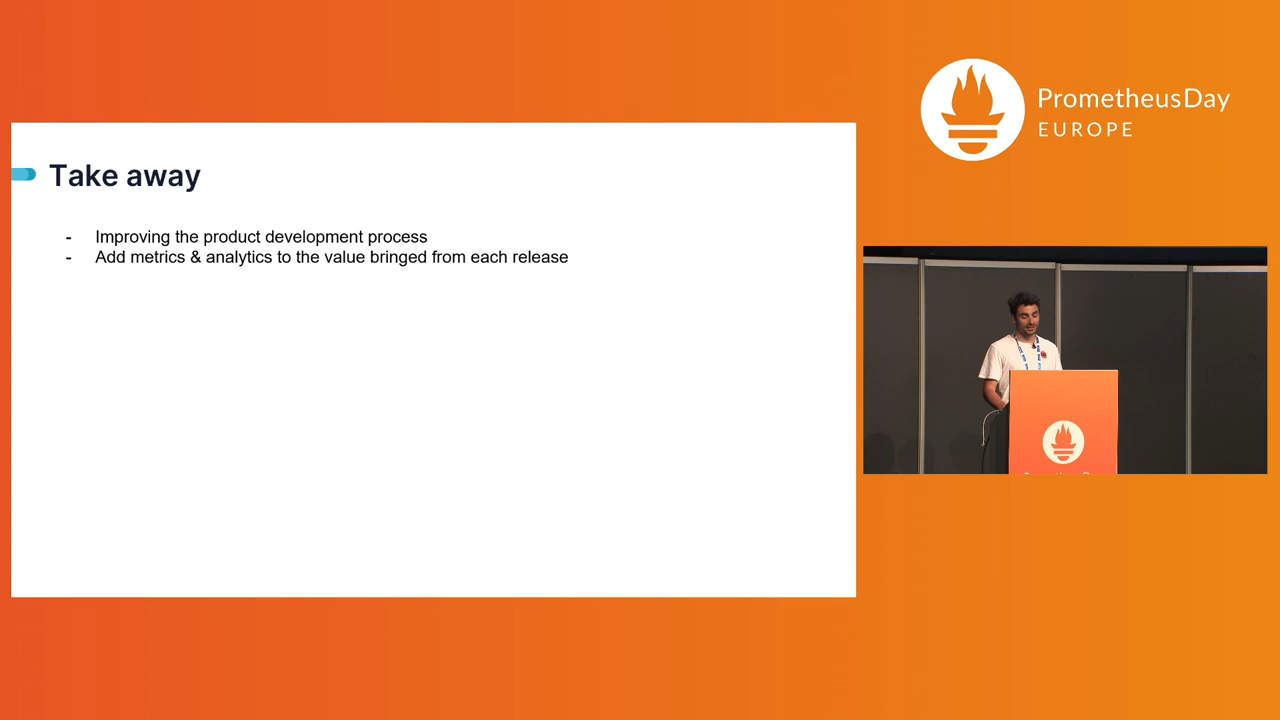 PrometheusDay
EUROPE
Take away
- Improving the product development process
- Add metrics & analytics to the value bringed from each release